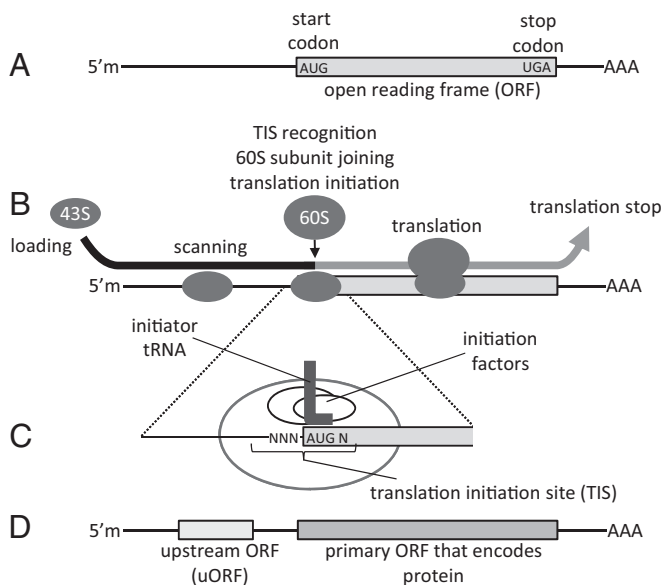 start
codon
stop
codon
A
5'm
AUG
UGA
AAA
open reading frame (ORF)
TIS recognition
60S subunit joining
translation initiation
B
43S
60S
translation
translation stop
loading
scanning
5'm
AAA
initiator
tRNA
initiation
factors
C
NNN
AUG N
translation initiation site (TIS)
D
5'm
AAA
upstream ORF
(uORF)
primary ORF that encodes
protein